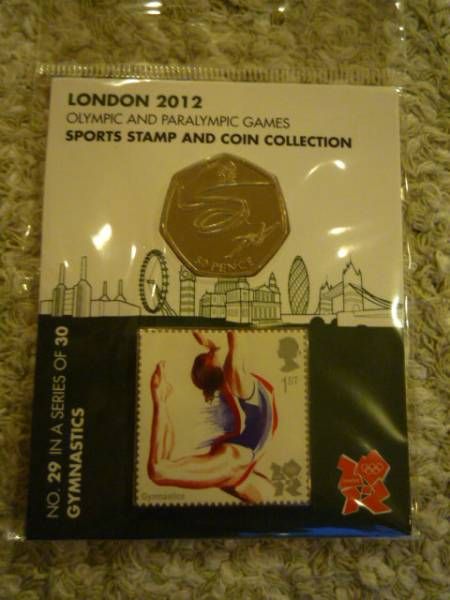 LONDON 2012
OLYMPIC AND PARALYMPIC GAMES
SPORTS STAMP AND COIN COLLECTION
50 PENCE
NO. 29 IN A SERIES OF 30
GYMNASTICS
1ST
Gymnastics